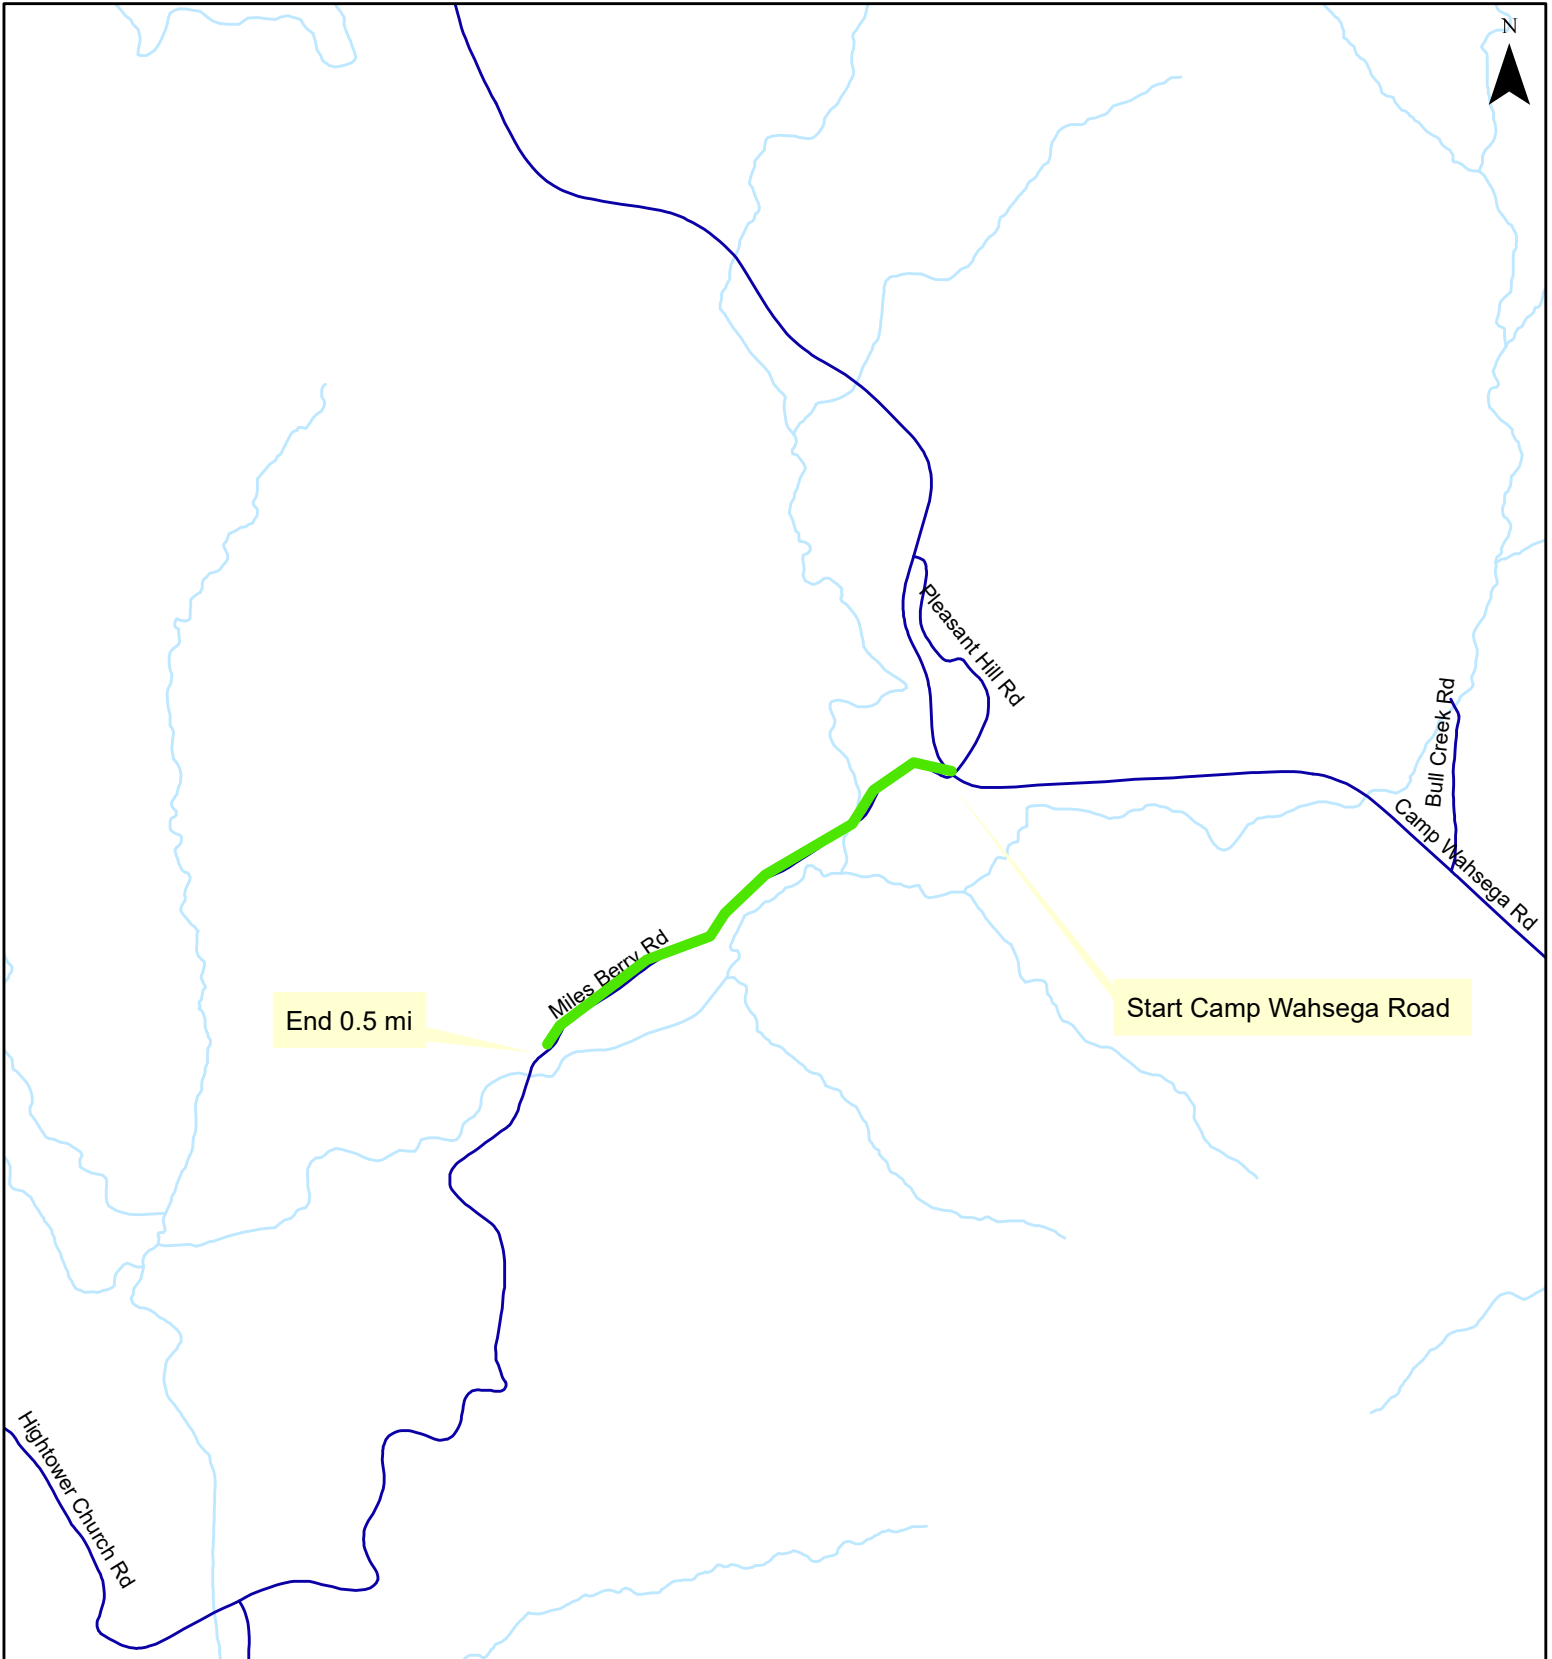 N
Pleasant Hill Rd
Bull Creek Rd
Camp Wahsega Rd
Miles Berry Rd
Start Camp Wahsega Road
End 0.5 mi
Hightower Church Rd